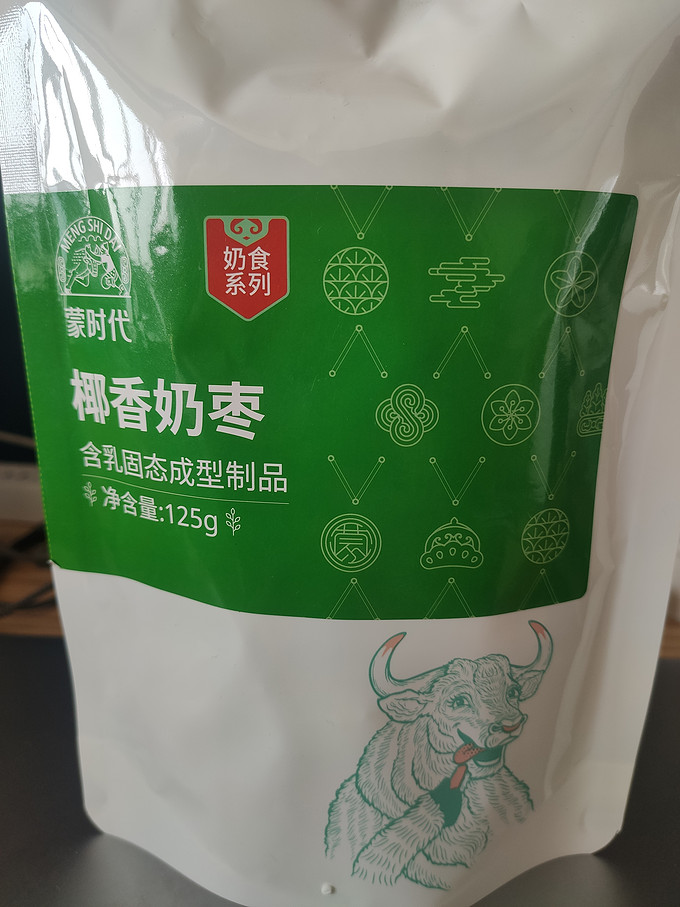 MENG SHI DAI
蒙时代
奶食
系列
椰香奶枣
含乳固态成型制品
净含量:125g